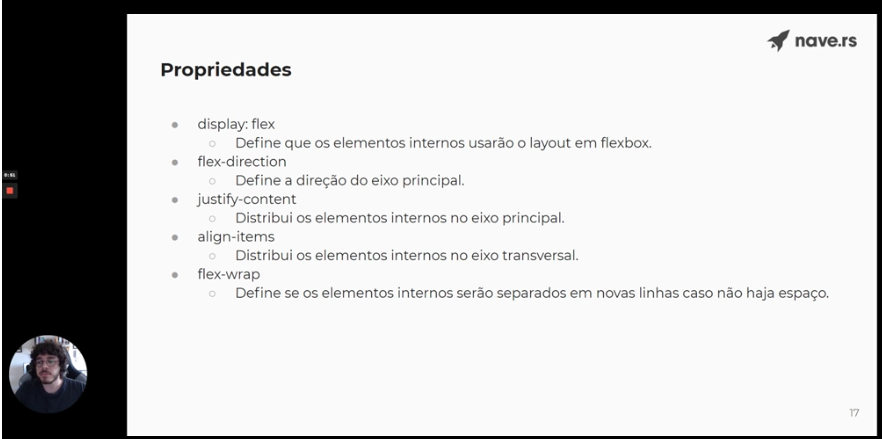 nave.rs
Propriedades
display: flex
Define que os elementos internos usarão o layout em flexbox.
flex-direction
Define a direção do eixo principal.
justify-content
Distribui os elementos internos no eixo principal.
align-items
Distribui os elementos internos no eixo transversal.
flex-wrap
Define se os elementos internos serão separados em novas linhas caso não haja espaço.
17